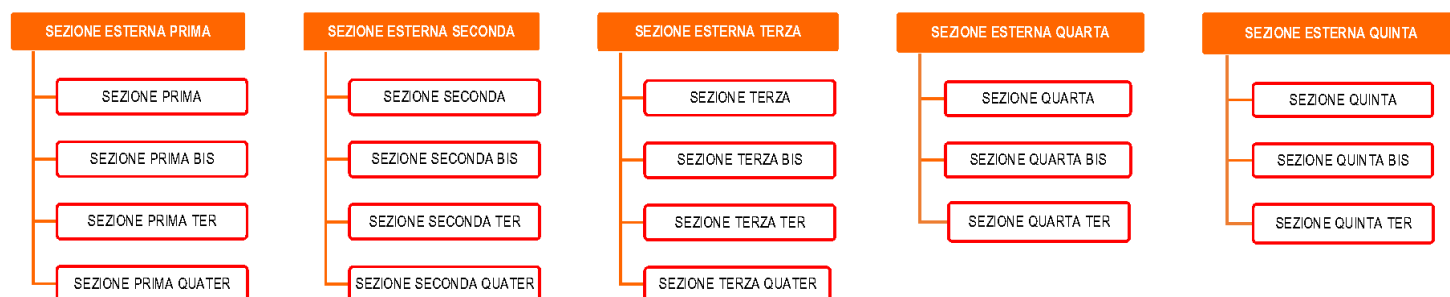 SEZIONE ESTERNA PRIMA
SEZIONE PRIMA
SEZIONE PRIMA BIS
SEZIONE PRIMA TER
SEZIONE PRIMA QUATER
SEZIONE ESTERNA SECONDA
SEZIONE SECONDA
SEZIONE SECONDA BIS
SEZIONE SECONDA TER
SEZIONE SECONDA QUATER
SEZIONE ESTERNA TERZA
SEZIONE TERZA
SEZIONE TERZA BIS
SEZIONE TERZA TER
SEZIONE TERZA QUATER
SEZIONE ESTERNA QUARTA
SEZIONE QUARTA
SEZIONE QUARTA BIS
SEZIONE QUARTA TER
SEZIONE ESTERNA QUINTA
SEZIONE QUINTA
SEZIONE QUINTA BIS
SEZIONE QUINTA TER